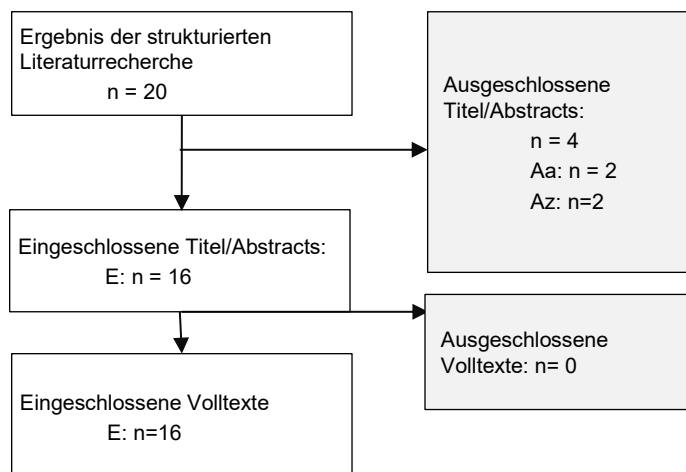 Ergebnis der strukturierten
Literaturrecherche
n = 20
Ausgeschlossene
Titel/Abstracts:
n = 4
Aa: n = 2
Az: n=2
Eingeschlossene Titel/Abstracts:
E: n = 16
Ausgeschlossene
Volltexte: n= 0
Eingeschlossene Volltexte
E: n=16